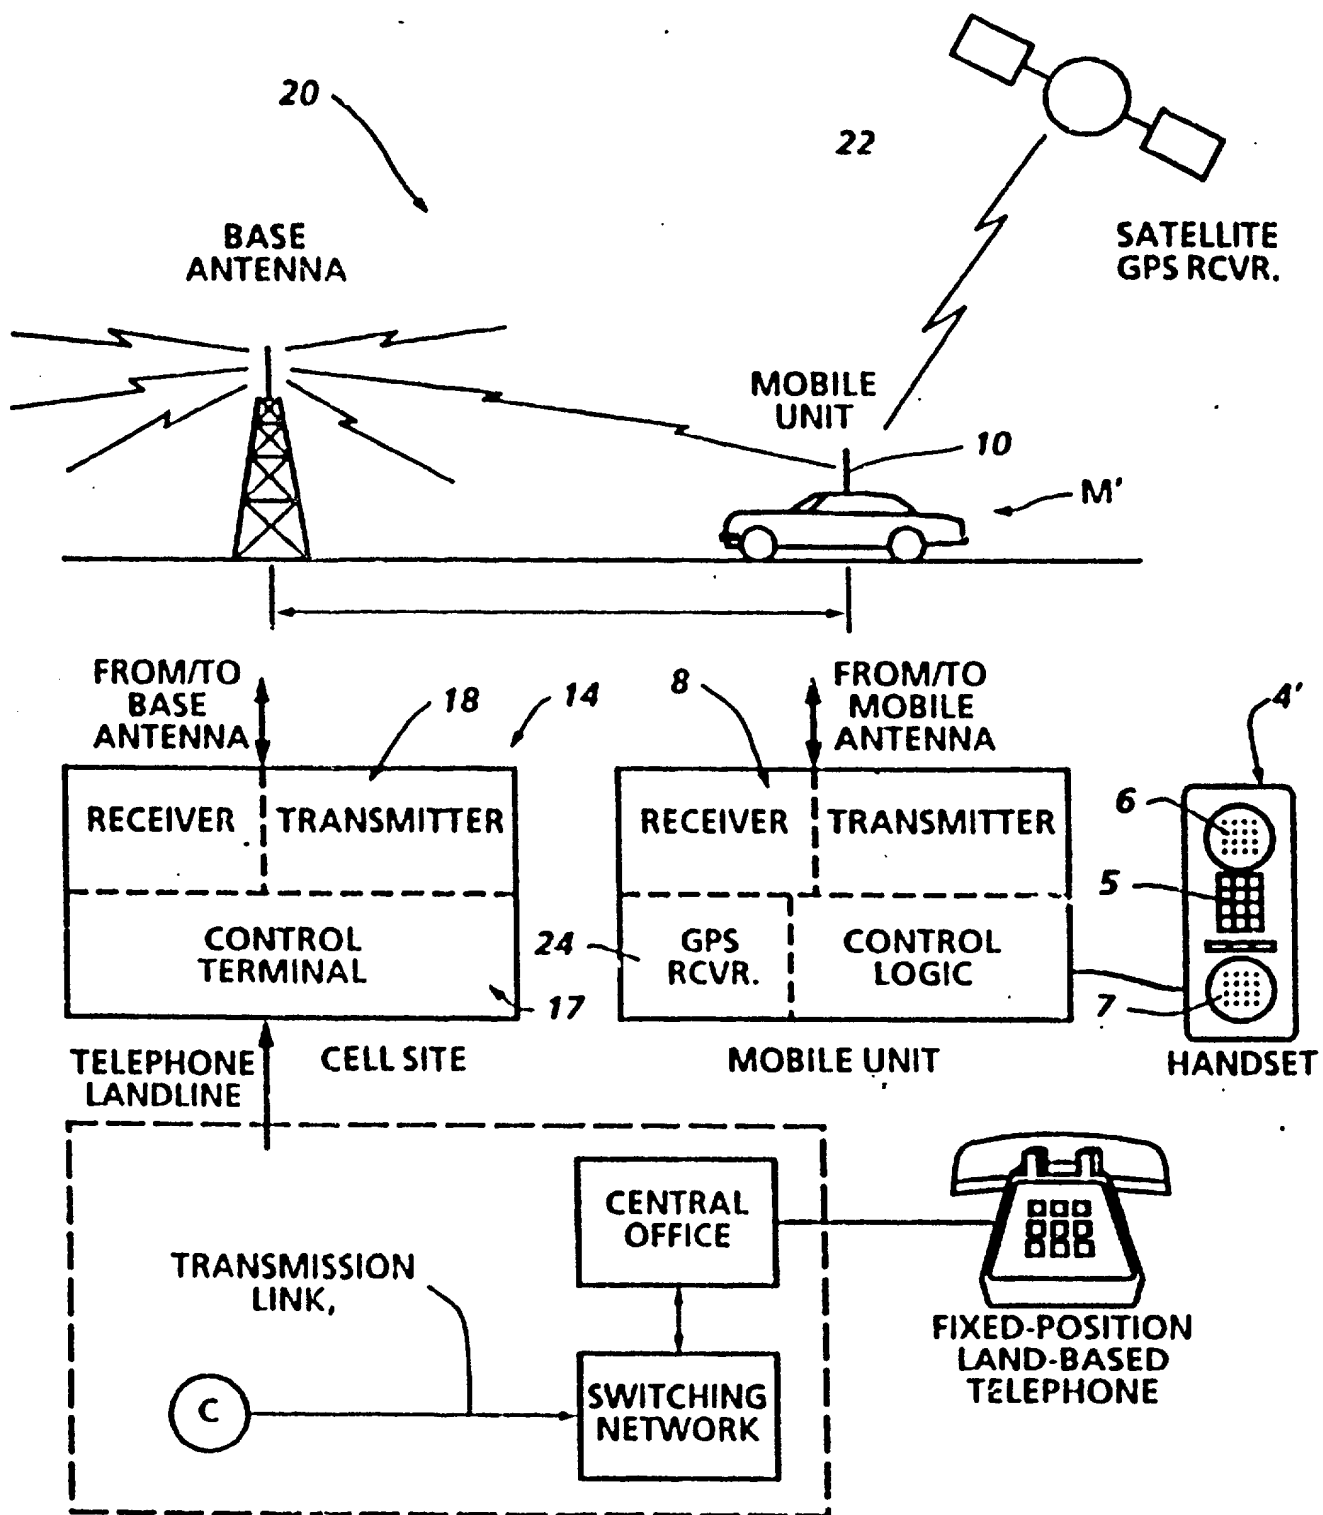 20
22
BASE
ANTENNA
SATELLITE
GPS RCVR.
MOBILE
UNIT
10
M'
FROM/TO
BASE
ANTENNA
18
14
8
FROM/TO
MOBILE
ANTENNA
4'
RECEIVER
TRANSMITTER
RECEIVER
TRANSMITTER
6
5
CONTROL
TERMINAL
24
GPS
RCVR.
CONTROL
LOGIC
17
7
TELEPHONE
LANDLINE
CELL SITE
MOBILE UNIT
HANDSET
CENTRAL
OFFICE
TRANSMISSION
LINK,
FIXED-POSITION
LAND-BASED
TELEPHONE
C
SWITCHING
NETWORK